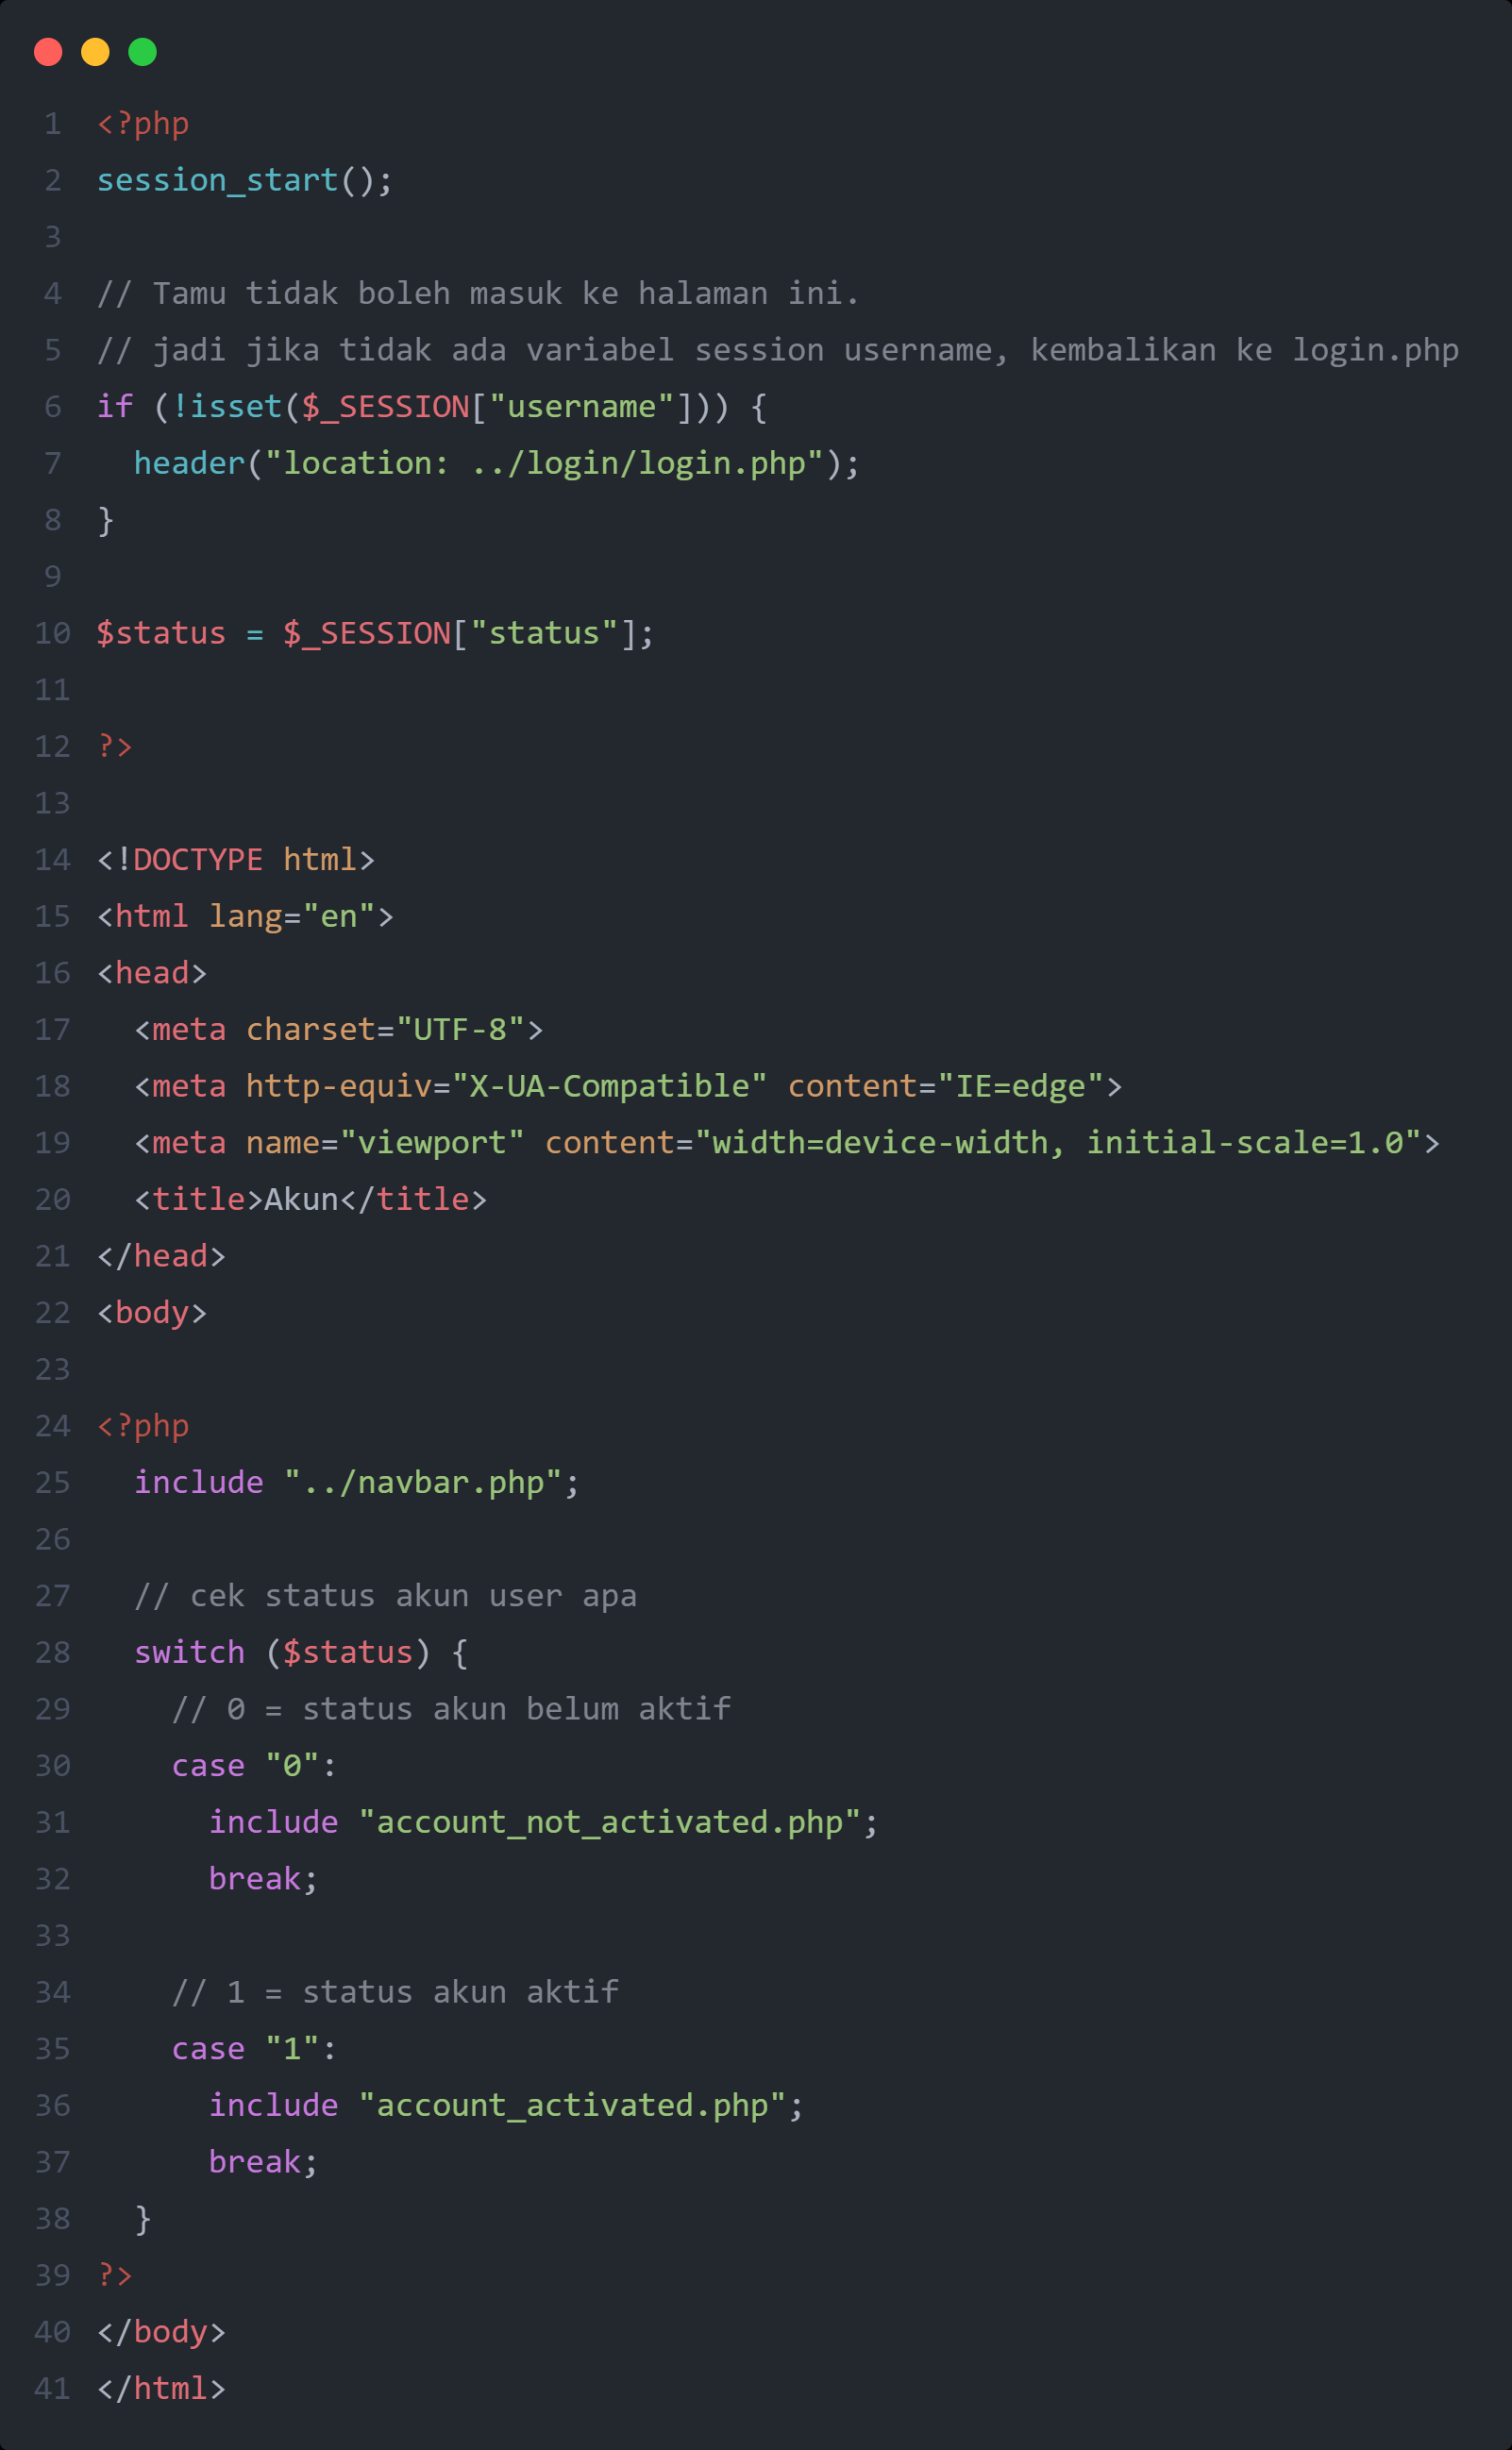 1 <?php
2 session_start();
3
4 // Tamu tidak boleh masuk ke halaman ini.
5 // jadi jika tidak ada variabel session username, kembalikan ke login.php
6 if (!isset($_SESSION["username"])) {
7   header("location: ../login/login.php");
8 }
9
10 $status = $_SESSION["status"];
11
12 ?>
13
14 <!DOCTYPE html>
15 <html lang="en">
16 <head>
17   <meta charset="UTF-8">
18   <meta http-equiv="X-UA-Compatible" content="IE=edge">
19   <meta name="viewport" content="width=device-width, initial-scale=1.0">
20   <title>Akun</title>
21 </head>
22 <body>
23
24 <?php
25   include "../navbar.php";
26
27   // cek status akun user apa
28   switch ($status) {
29     // 0 = status akun belum aktif
30     case "0":
31       include "account_not_activated.php";
32       break;
33
34     // 1 = status akun aktif
35     case "1":
36       include "account_activated.php";
37       break;
38   }
39 ?>
40 </body>
41 </html>